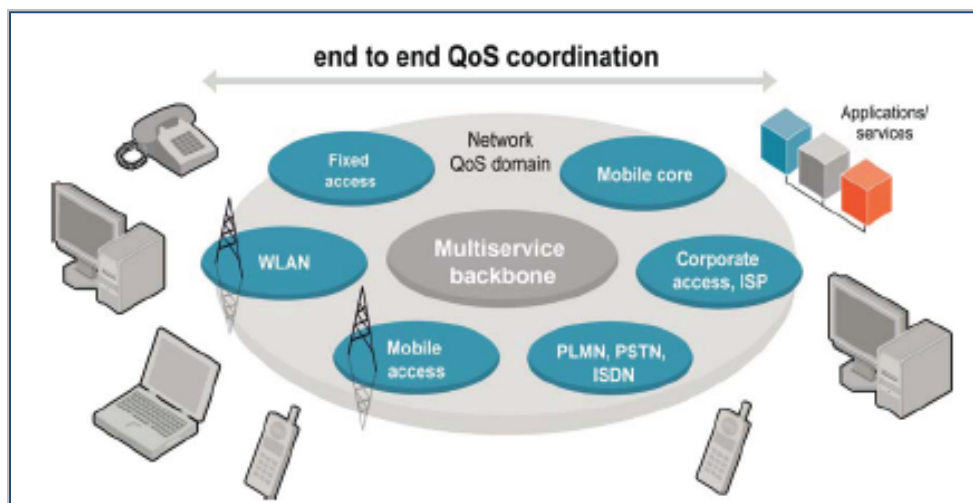 end to end QoS coordination
Applications/
services
Network
QoS domain
Fixed
access
Mobile core
WLAN
Multiservice
backbone
Corporate
access, ISP
Mobile
access
PLMN, PSTN,
ISDN